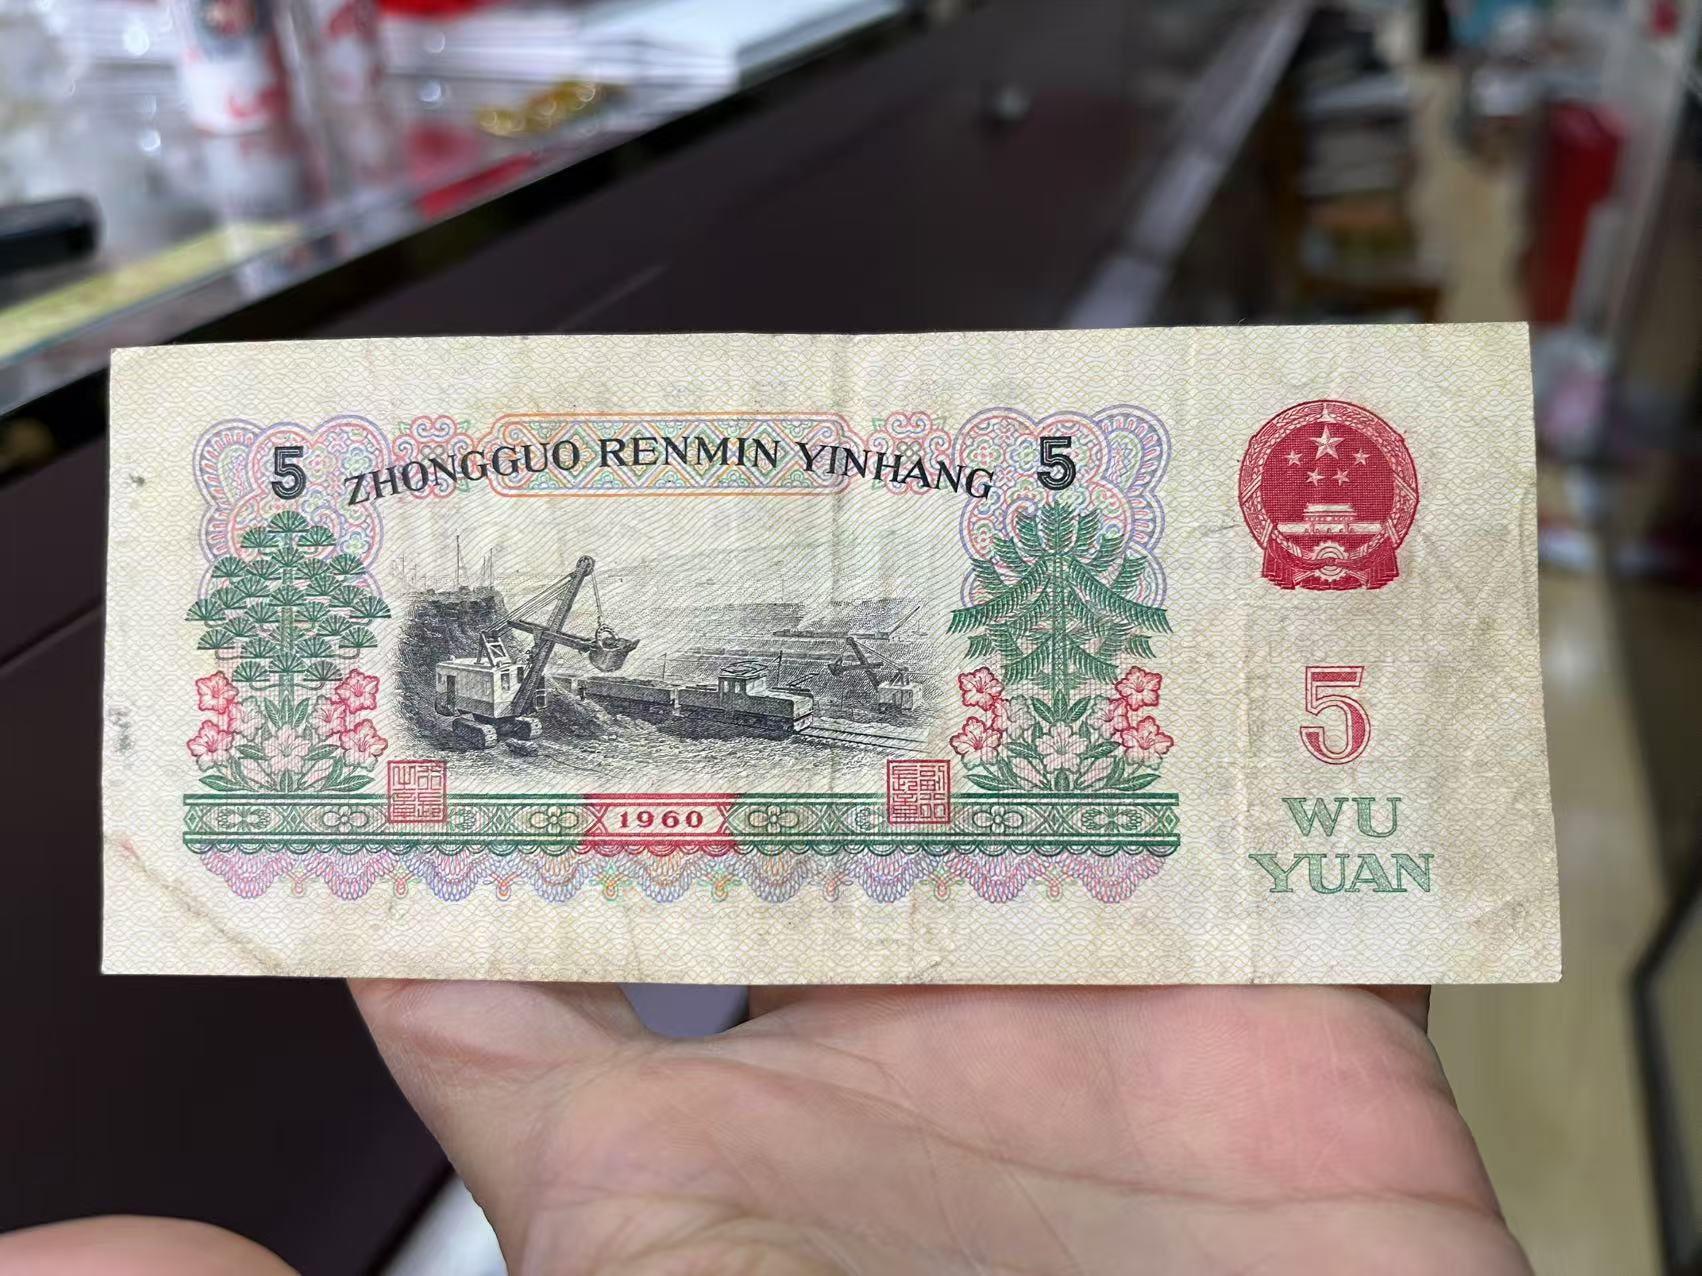 5 ZHONGGUO RENMIN YINHANG 5
5
1960
WU
YUAN